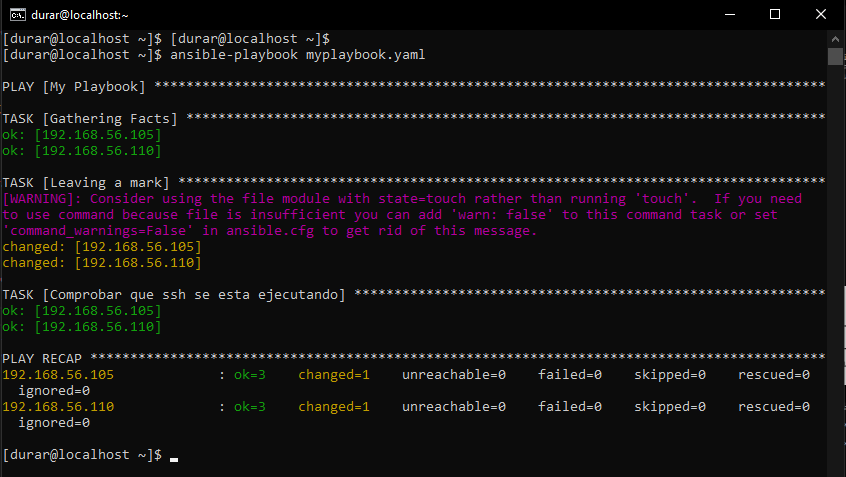 durar@localhost:~
[durar@localhost ~]$ [durar@localhost ~]$
[durar@localhost ~]$ ansible-playbook myplaybook.yaml
PLAY [My Playbook] ************************************************************************************
TASK [Gathering Facts] ********************************************************************************
ok: [192.168.56.105]
ok: [192.168.56.110]
TASK [Leaving a mark] *********************************************************************************
[WARNING]: Consider using the file module with state=touch rather than running 'touch'.  If you need
to use command because file is insufficient you can add 'warn: false' to this command task or set
'command_warnings=False' in ansible.cfg to get rid of this message.
changed: [192.168.56.105]
changed: [192.168.56.110]
TASK [Comprobar que ssh se esta ejecutando] ***********************************************************
ok: [192.168.56.105]
ok: [192.168.56.110]
PLAY RECAP ********************************************************************************************
192.168.56.105             : ok=3    changed=1    unreachable=0    failed=0    skipped=0    rescued=0
  ignored=0
192.168.56.110             : ok=3    changed=1    unreachable=0    failed=0    skipped=0    rescued=0
  ignored=0
[durar@localhost ~]$